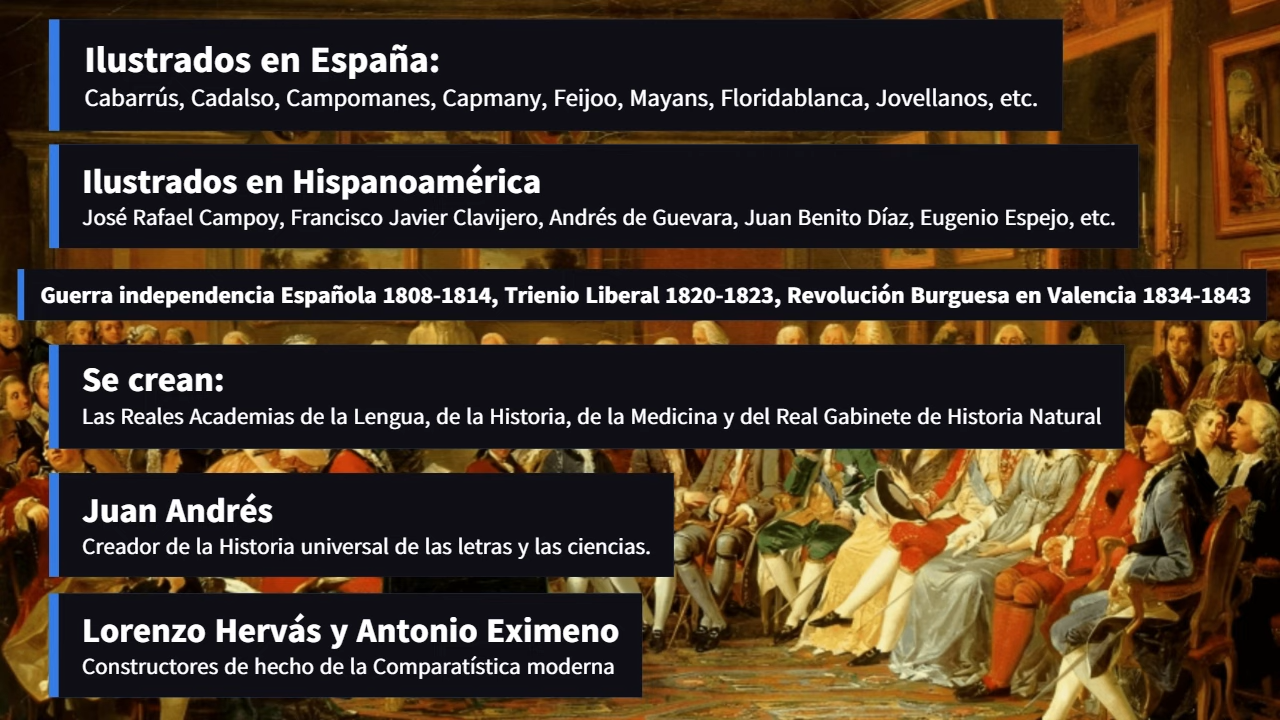 Ilustrados en España:
Cabarrús, Cadalso, Campomanes, Capmany, Feijoo, Mayans, Floridablanca, Jovellanos, etc.
Ilustrados en Hispanoamérica
José Rafael Campoy, Francisco Javier Clavijero, Andrés de Guevara, Juan Benito Díaz, Eugenio Espejo, etc.
Guerra independencia Española 1808-1814, Trienio Liberal 1820-1823, Revolución Burguesa en Valencia 1834-1843
Se crean:
Las Reales Academias de la Lengua, de la Historia, de la Medicina y del Real Gabinete de Historia Natural
Juan Andrés
Creador de la Historia universal de las letras y las ciencias.
Lorenzo Hervás y Antonio Eximeno
Constructores de hecho de la Comparatística moderna